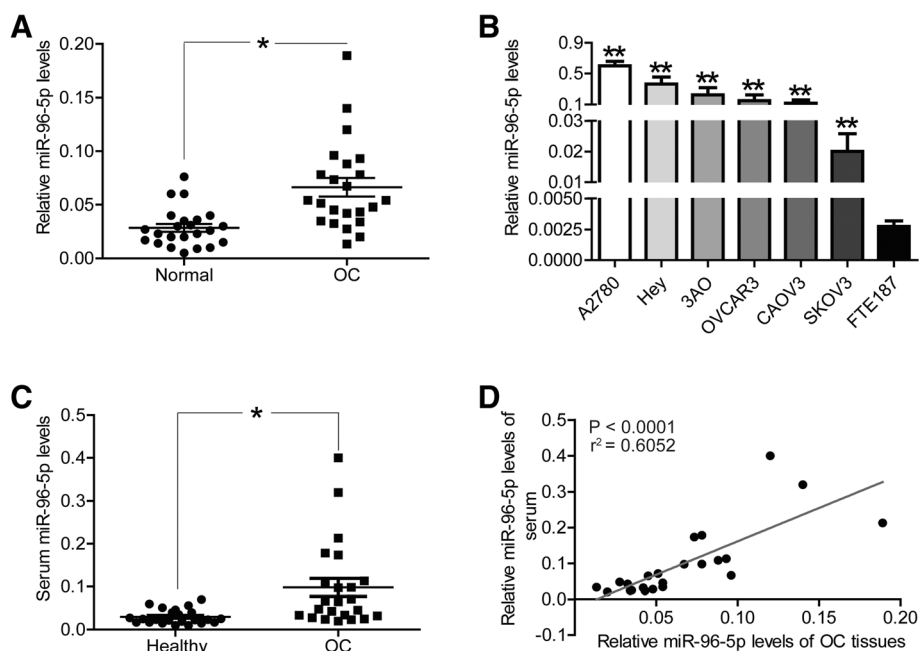 A
Relative miR-96-5p levels
0.20
0.15
0.10
0.05
0.00
*
Normal
OC
B
Relative miR-96-5p levels
0.9
0.5
0.1
0.03
0.02
0.01
0.0050
0.0025
0.0000
**
**
**
**
**
**
A2780
Hey
3AO
OVCAR3
CAOV3
SKOV3
FTE187
C
Serum miR-96-5p levels
0.5
0.4
0.3
0.2
0.1
0.0
*
Healthy
OC
D
Relative miR-96-5p levels of
serum
0.5
0.4
0.3
0.2
0.1
0.0
-0.1
P < 0.0001
r² = 0.6052
0.05
0.10
0.15
0.20
Relative miR-96-5p levels of OC tissues